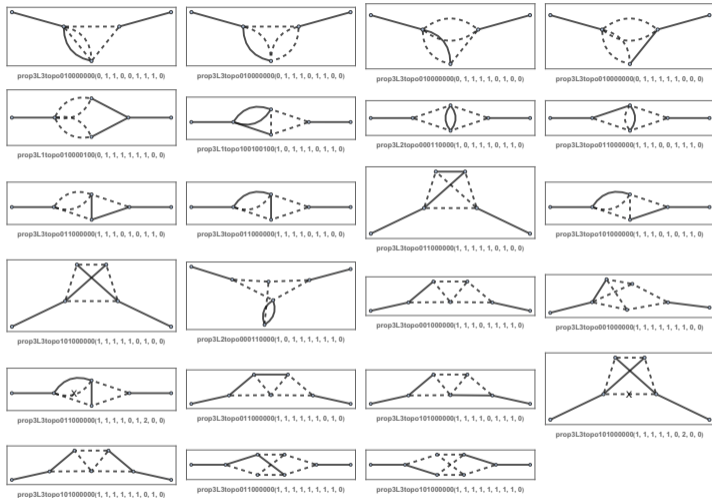 prop3L3topo010000000(0, 1, 1, 0, 0, 1, 1, 1, 0)
prop3L3topo010000000(0, 1, 1, 1, 0, 1, 1, 0, 0)
prop3L3topo010000000(0, 1, 1, 1, 1, 0, 1, 1, 0, 0)
prop3L3topo010000000(0, 1, 1, 1, 1, 1, 1, 0, 0, 0)
prop3L1topo010000100(0, 1, 1, 1, 1, 1, 1, 0, 0)
prop3L1topo100100100(1, 0, 1, 1, 1, 0, 1, 1, 0)
prop3L2topo000110000(1, 0, 1, 1, 1, 1, 0, 1, 0)
prop3L3topo011000000(1, 1, 1, 0, 1, 1, 1, 0, 0)
prop3L3topo011000000(1, 1, 1, 0, 1, 0, 1, 1, 0)
prop3L3topo011000000(1, 1, 1, 0, 1, 1, 0, 1, 0)
prop3L3topo011000000(1, 1, 1, 1, 1, 0, 1, 0, 0)
prop3L3topo101000000(1, 1, 1, 0, 1, 1, 1, 0, 0)
prop3L3topo101000000(1, 1, 1, 1, 1, 0, 1, 0, 0)
prop3L2topo000110000(1, 0, 1, 1, 1, 1, 1, 1, 0)
prop3L3topo001000000(1, 1, 1, 1, 0, 1, 1, 1, 0)
prop3L3topo001000000(1, 1, 1, 1, 1, 1, 1, 0, 0)
prop3L3topo011000000(1, 1, 1, 1, 0, 1, 2, 0, 0)
prop3L3topo011000000(1, 1, 1, 1, 1, 1, 0, 1, 0)
prop3L3topo101000000(1, 1, 1, 1, 0, 1, 1, 1, 0)
prop3L3topo101000000(1, 1, 1, 1, 1, 0, 2, 0, 0)
prop3L3topo101000000(1, 1, 1, 1, 1, 1, 0, 1, 0)
prop3L3topo011000000(1, 1, 1, 1, 1, 1, 1, 0, 0)
prop3L3topo101000000(1, 1, 1, 1, 1, 1, 1, 0, 0)